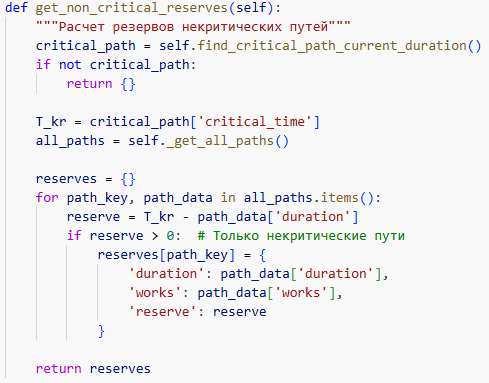 def get_non_critical_reserves(self):
    """Расчет резервов некритических путей"""
    critical_path = self.find_critical_path_current_duration()
    if not critical_path:
        return {}

    T_kr = critical_path['critical_time']
    all_paths = self._get_all_paths()

    reserves = {}
    for path_key, path_data in all_paths.items():
        reserve = T_kr - path_data['duration']
        if reserve > 0:  # Только некритические пути
            reserves[path_key] = {
                'duration': path_data['duration'],
                'works': path_data['works'],
                'reserve': reserve
            }

    return reserves